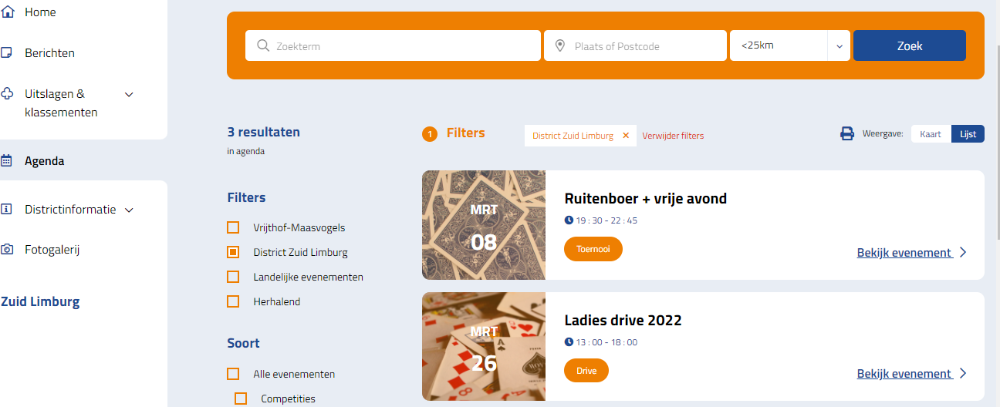 Home
Berichten
Uitslagen &
klassementen
Agenda
Districtinformatie
Fotogalerij
Zuid Limburg
Zoekterm
Plaats of Postcode
<25km
Zoek
3 resultaten
in agenda
Filters
Vrijthof-Maasvogels
District Zuid Limburg
Landelijke evenementen
Herhalend
Soort
Alle evenementen
Competities
1 Filters
District Zuid Limburg ×
Verwijder filters
Weergave: Kaart Lijst
MRT
08
Ruitenboer + vrije avond
19 : 30 - 22 : 45
Toernooi
Bekijk evenement
MRT
26
Ladies drive 2022
13 : 00 - 18 : 00
Drive
Bekijk evenement